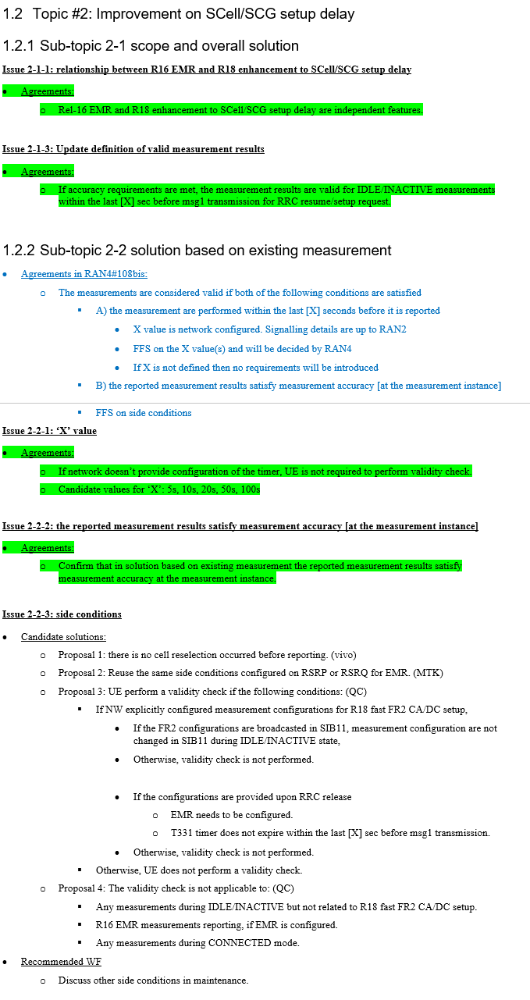 1.2 Topic #2: Improvement on SCell/SCG setup delay
1.2.1 Sub-topic 2-1 scope and overall solution
Issue 2-1-1: relationship between R16 EMR and R18 enhancement to SCell/SCG setup delay
• Agreements:
o Rel-16 EMR and R18 enhancement to SCell/SCG setup delay are independent features.
Issue 2-1-3: Update definition of valid measurement results
• Agreements:
o If accuracy requirements are met, the measurement results are valid for IDLE/INACTIVE measurements
within the last [X] sec before msg1 transmission for RRC resume/setup request.
1.2.2 Sub-topic 2-2 solution based on existing measurement
• Agreements in RAN4#108bis:
o The measurements are considered valid if both of the following conditions are satisfied
▪ A) the measurement are performed within the last [X] seconds before it is reported
• X value is network configured. Signalling details are up to RAN2
• FFS on the X value(s) and will be decided by RAN4
• If X is not defined then no requirements will be introduced
▪ B) the reported measurement results satisfy measurement accuracy [at the measurement instance]
▪ FFS on side conditions
Issue 2-2-1: ‘X’ value
• Agreements:
o If network doesn’t provide configuration of the timer, UE is not required to perform validity check.
o Candidate values for ‘X’: 5s, 10s, 20s, 50s, 100s
Issue 2-2-2: the reported measurement results satisfy measurement accuracy [at the measurement instance]
• Agreements:
o Confirm that in solution based on existing measurement the reported measurement results satisfy
measurement accuracy at the measurement instance.
Issue 2-2-3: side conditions
• Candidate solutions:
o Proposal 1: there is no cell reselection occurred before reporting. (vivo)
o Proposal 2: Reuse the same side conditions configured on RSRP or RSRQ for EMR. (MTK)
o Proposal 3: UE perform a validity check if the following conditions: (QC)
▪ If NW explicitly configured measurement configurations for R18 fast FR2 CA/DC setup,
• If the FR2 configurations are broadcasted in SIB11, measurement configuration are not
changed in SIB11 during IDLE/INACTIVE state,
• Otherwise, validity check is not performed.
• If the configurations are provided upon RRC release
o EMR needs to be configured.
o T331 timer does not expire within the last [X] sec before msg1 transmission.
• Otherwise, validity check is not performed.
▪ Otherwise, UE does not perform a validity check.
o Proposal 4: The validity check is not applicable to: (QC)
▪ Any measurements during IDLE/INACTIVE but not related to R18 fast FR2 CA/DC setup.
▪ R16 EMR measurements reporting, if EMR is configured.
▪ Any measurements during CONNECTED mode.
• Recommended WF
o Discuss other side conditions in maintenance.